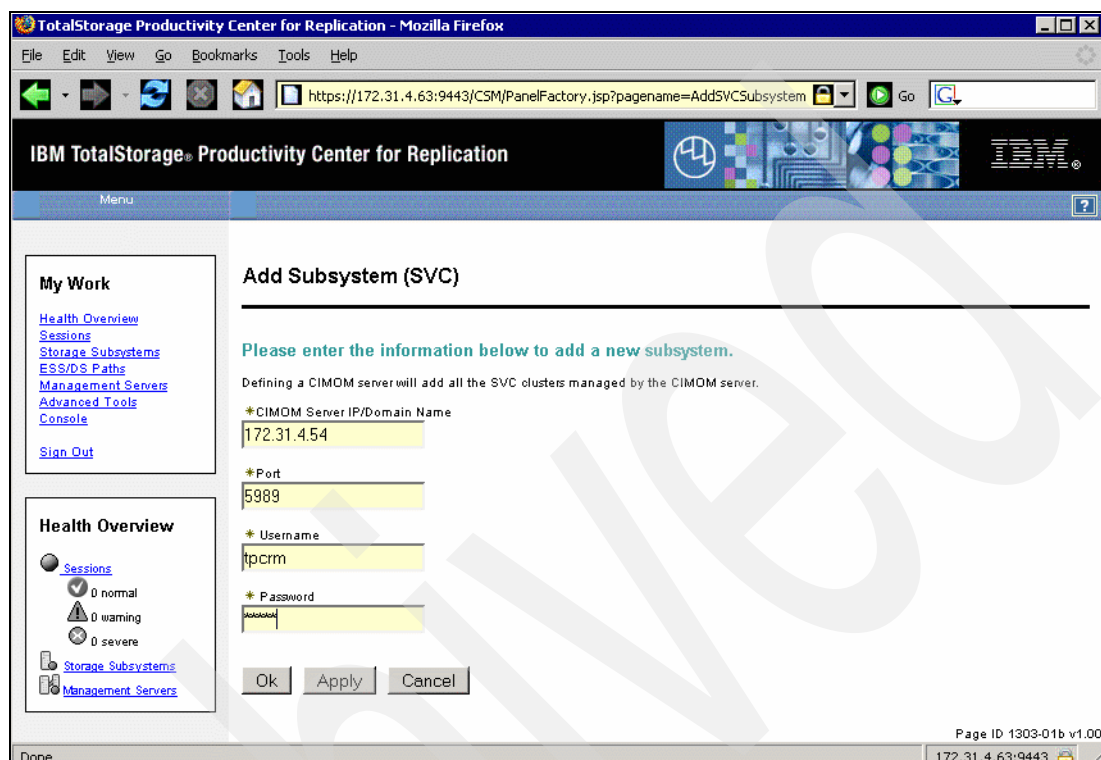 TotalStorage Productivity Center for Replication - Mozilla Firefox
File Edit View Go Bookmarks Tools Help
https://172.31.4.63:9443/CSM/PanelFactory.jsp?pagename=AddSVCSubsystem Go G
IBM TotalStorage® Productivity Center for Replication
IBM®
Menu
?
My Work
Health Overview
Sessions
Storage Subsystems
ESS/DS Paths
Management Servers
Advanced Tools
Console
Sign Out
Health Overview
Sessions
0 normal
0 warning
0 severe
Storage Subsystems
Management Servers
Add Subsystem (SVC)
Please enter the information below to add a new subsystem.
Defining a CIMOM server will add all the SVC clusters managed by the CIMOM server.
*CIMOM Server IP/Domain Name
172.31.4.54
*Port
5989
* Username
tpcrm
* Password
Ok Apply Cancel
Page ID 1303-01b v1.00
Done
172.31.4.63:9443